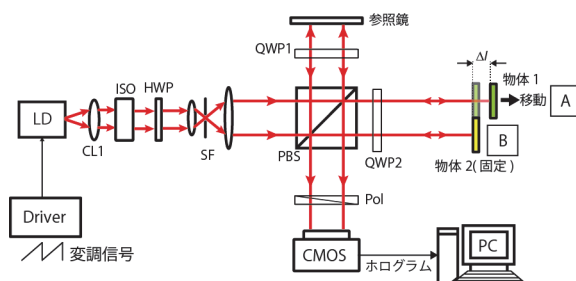 参照鏡
QWP1
Δl
ISO
HWP
物体 1
移動
A
LD
B
CL1
SF
PBS
QWP2
物体 2(固定)
Pol
Driver
変調信号
CMOS
ホログラム
PC